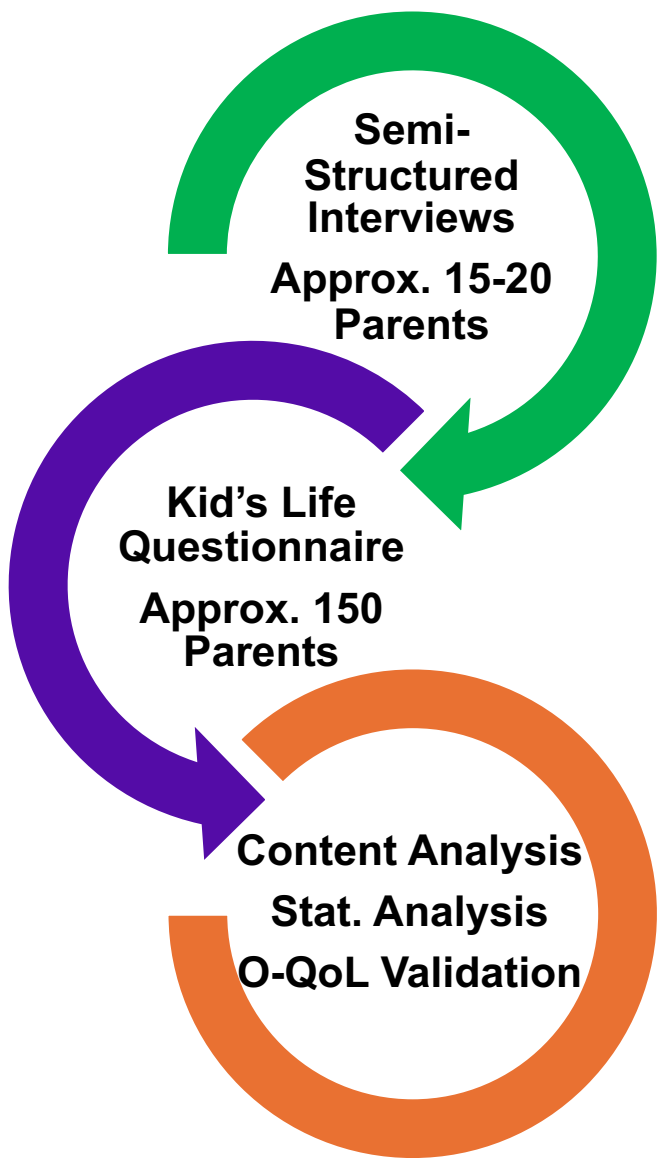 Semi-
Structured
Interviews
Approx. 15-20
Parents
Kid’s Life
Questionnaire
Approx. 150
Parents
Content Analysis
Stat. Analysis
O-QoL Validation